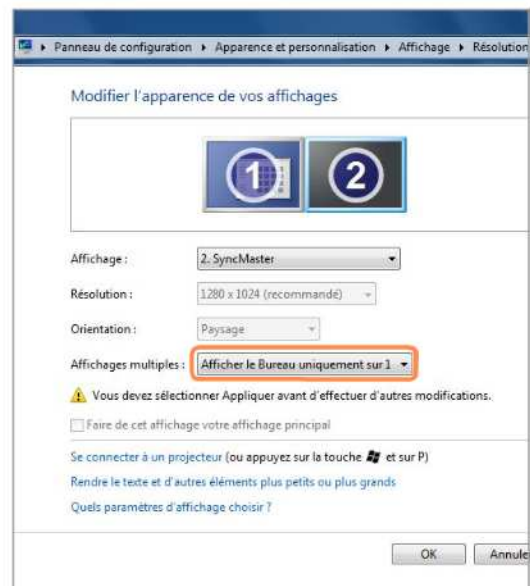 Panneau de configuration ▸ Apparence et personnalisation ▸ Affichage ▸ Résolution
Modifier l'apparence de vos affichages
1 2
Affichage : 2. SyncMaster
Résolution : 1280 x 1024 (recommandé)
Orientation : Paysage
Affichages multiples : Afficher le Bureau uniquement sur 1
Vous devez sélectionner Appliquer avant d'effectuer d'autres modifications.
Faire de cet affichage votre affichage principal
Se connecter à un projecteur (ou appuyez sur la touche et sur P)
Rendre le texte et d'autres éléments plus petits ou plus grands
Quels paramètres d'affichage choisir ?
OK Annule